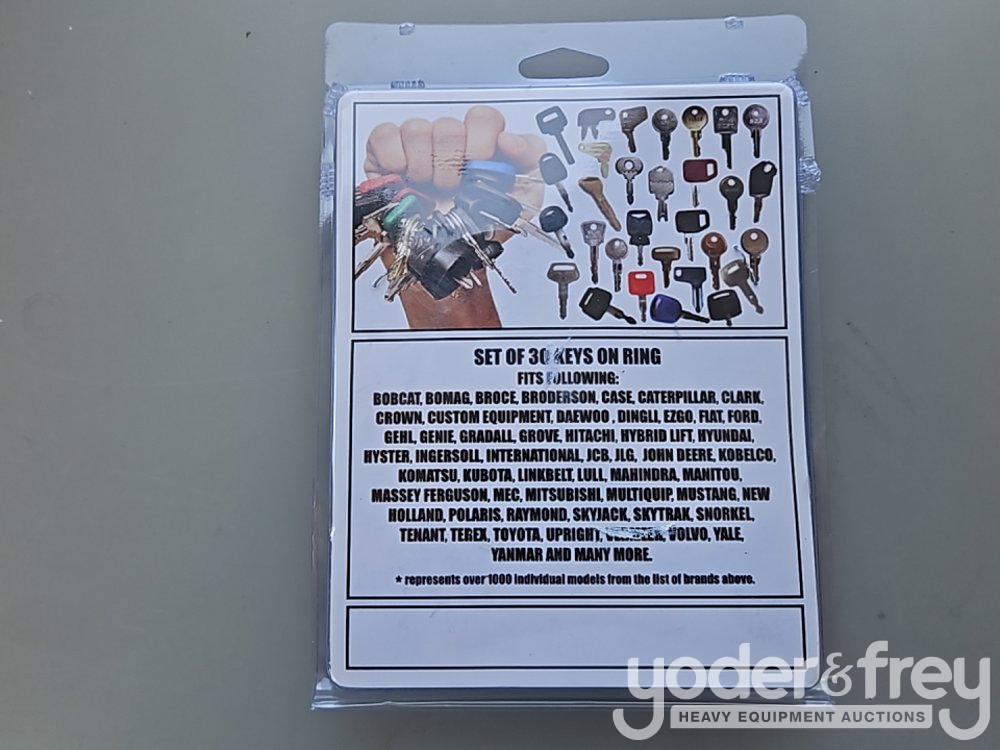 SET OF 30 KEYS ON RING
FITS FOLLOWING:
BOBCAT, BOMAG, BROCE, BRODERSON, CASE, CATERPILLAR, CLARK,
CROWN, CUSTOM EQUIPMENT, DAEWOO , DINGLI, EZGO, FIAT, FORD,
GEHL, GENIE, GRADALL, GROVE, HITACHI, HYBRID LIFT, HYUNDAI,
HYSTER, INGERSOLL, INTERNATIONAL, JCB, JLG, JOHN DEERE, KOBELCO,
KOMATSU, KUBOTA, LINKBELT, LULL, MAHINDRA, MANITOU,
MASSEY FERGUSON, MEC, MITSUBISHI, MULTIQUIP, MUSTANG, NEW
HOLLAND, POLARIS, RAYMOND, SKYJACK, SKYTRAK, SNORKEL,
TENANT, TEREX, TOYOTA, UPRIGHT, VOLVO, YALE,
YANMAR AND MANY MORE.
* represents over 1000 individual models from the list of brands above.
yoder&frey
HEAVY EQUIPMENT AUCTIONS